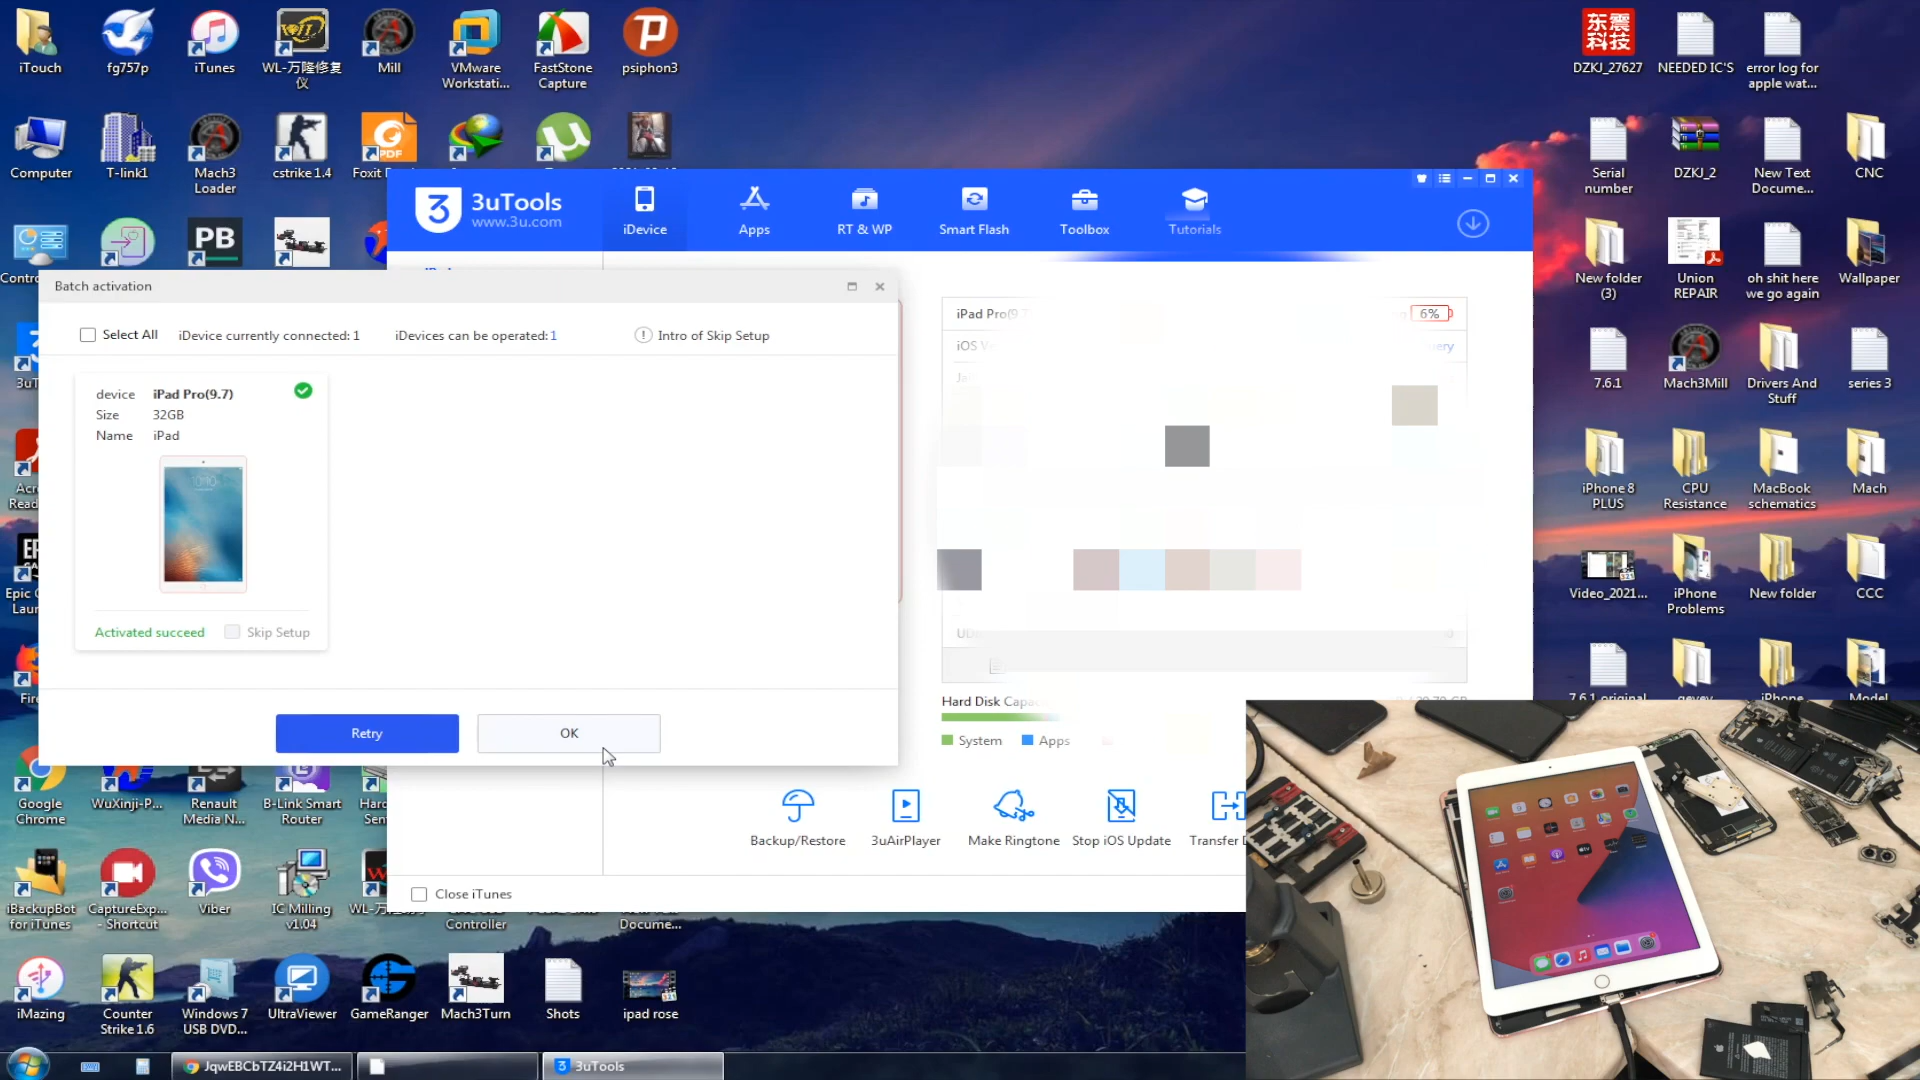 iTouch
fg757p
iTunes
WL-万隆修复
仪
Mill
VMware
Workstati...
FastStone
Capture
psiphon3
DZKJ_27627
NEEDED IC'S
error log for
apple wat...
Computer
T-link1
Mach3
Loader
cstrike 1.4
Serial
number
DZKJ_2
New Text
Docume...
CNC
3uTools
www.3u.com
iDevice
Apps
RT & WP
Smart Flash
Toolbox
Tutorials
New folder
(3)
Union
REPAIR
oh shit here
we go again
Wallpaper
Batch activation
Select All
iDevice currently connected: 1
iDevices can be operated: 1
Intro of Skip Setup
device iPad Pro(9.7)
Size 32GB
Name iPad
Activated succeed
Skip Setup
Retry
OK
6%
Hard Disk
System
Apps
7.6.1
Mach3Mill
Drivers And
Stuff
series 3
iPhone 8
PLUS
CPU
Resistance
MacBook
schematics
Mach
Video_2021...
iPhone
Problems
New folder
CCC
7.6.1 original
Backup/Restore
3uAirPlayer
Make Ringtone
Stop iOS Update
Transfer
Close iTunes
Google
Chrome
WuXinji-P...
Renault
Media N...
B-Link Smart
Router
iBackupBot
for iTunes
CaptureExp...
- Shortcut
Viber
IC Milling
v1.04
Controller
Docume...
iMazing
Counter
Strike 1.6
Windows 7
USB DVD...
UltraViewer
GameRanger
Mach3Turn
Shots
ipad rose
JqwEBCbTZ4i2H1WT...
3uTools